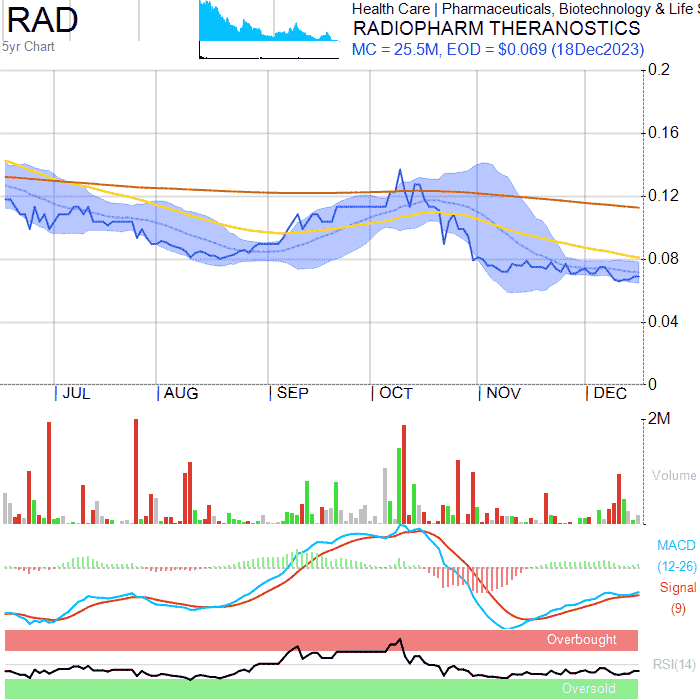 RAD
5yr Chart
Health Care | Pharmaceuticals, Biotechnology & Life S
RADIOPHARM THERANOSTICS
MC = 25.5M, EOD = $0.069 (18Dec2023)
0.2
0.16
0.12
0.08
0.04
0
JUL AUG SEP OCT NOV DEC
2M
Volume
MACD
(12-26)
Signal
(9)
Overbought
RSI(14)
Oversold